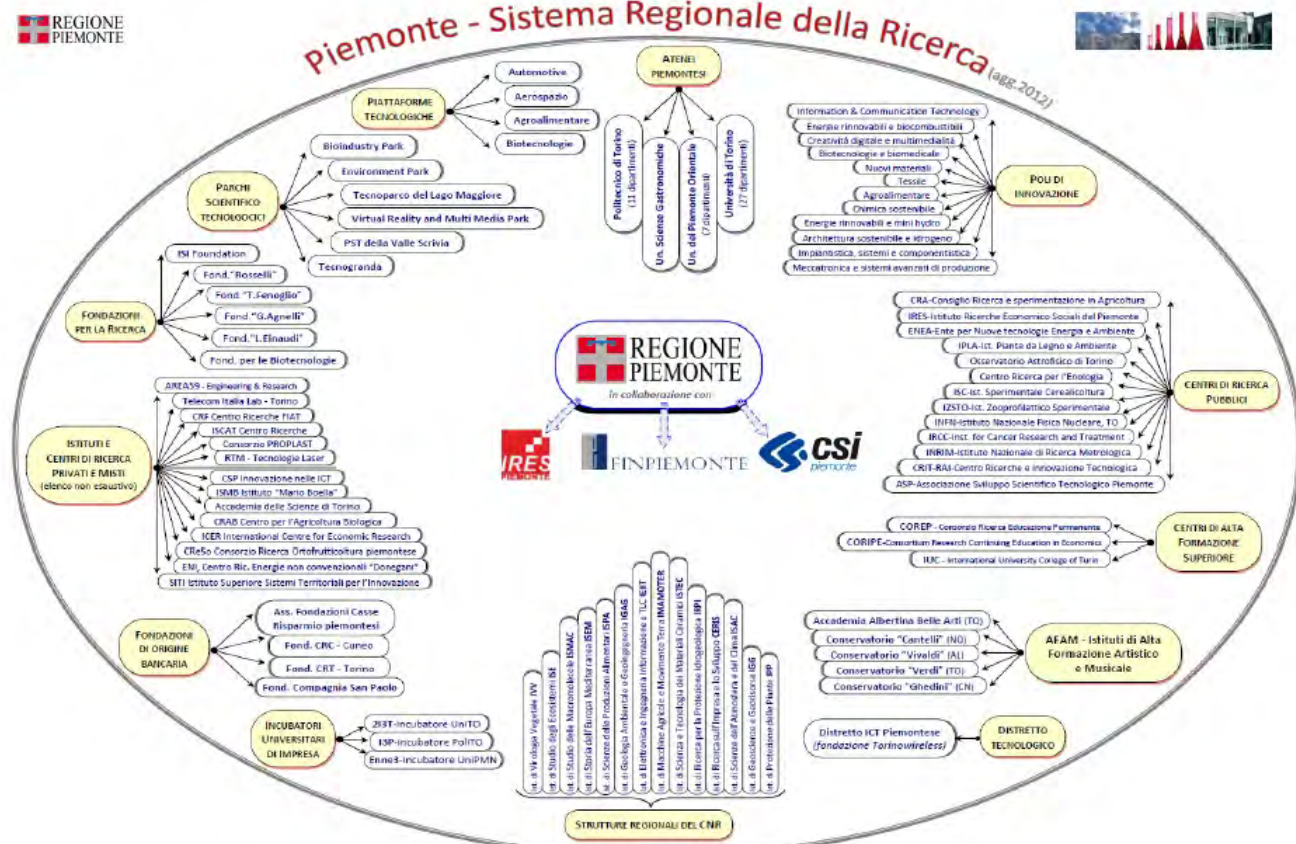 REGIONE
PIEMONTE
Piemonte - Sistema Regionale della Ricerca (agg.2012)
PIATTAFORME
TECNOLOGICHE
Automotive
Aerospazio
Agroalimentare
Biotecnologie
ATENEI
PIEMONTESI
Politecnico di Torino
(11 dipartimenti)
Un. Scienze Gastronomiche
Un. del Piemonte Orientale
(7 dipartimenti)
Università di Torino
(27 dipartimenti)
Information & Communication Technology
Energie rinnovabili e biocombustibili
Creatività digitale e multimedialità
Biotecnologie e biomedicale
Nuovi materiali
Tessile
Agroalimentare
Chimica sostenibile
Energie rinnovabili e mini hydro
Architettura sostenibile e idrogeno
Impiantistica, sistemi e componentistica
Meccatronica e sistemi avanzati di produzione
POLI DI
INNOVAZIONE
PARCHI
SCIENTIFICO
TECNOLOGOCICI
Bioindustry Park
Environment Park
Tecnoparco del Lago Maggiore
Virtual Reality and Multi Media Park
PST della Valle Scrivia
Tecnogranda
FONDAZIONI
PER LA RICERCA
ISI Foundation
Fond."Rosselli"
Fond."T.Fenoglio"
Fond."G.Agnelli"
Fond."L.Einaudi"
Fond. per le Biotecnologie
REGIONE
PIEMONTE
in collaborazione con
IRES
PIEMONTE
FINPIEMONTE
csi
piemonte
CRA-Consiglio Ricerca e sperimentazione in Agricoltura
IRES-Istituto Ricerche Economico Sociali del Piemonte
ENEA-Ente per Nuove tecnologie Energia e Ambiente
IPLA-Ist. Piante da Legno e Ambiente
Osservatorio Astrofisico di Torino
Centro Ricerca per l'Enologia
ISC-Ist. Sperimentale Cerealicoltura
IZSTO-Ist. Zooprofilattico Sperimentale
INFN-Istituto Nazionale Fisica Nucleare, TO
IRCC-Inst. for Cancer Research and Treatment
INRIM-Istituto Nazionale di Ricerca Metrologica
CRIT-RAI-Centro Ricerche e innovazione Tecnologica
ASP-Associazione Sviluppo Scientifico Tecnologico Piemonte
CENTRI DI RICERCA
PUBBLICI
ISTITUTI E
CENTRI DI RICERCA
PRIVATI E MISTI
(elenco non esaustivo)
AREA59 - Engineering & Research
Telecom Italia Lab - Torino
CRF Centro Ricerche FIAT
ISCAT Centro Ricerche
Consorzio PROPLAST
RTM - Tecnologie Laser
CSP Innovazione nelle ICT
ISMB Istituto "Mario Boella"
Accademia delle Scienze di Torino
CRAB Centro per l'Agricoltura Biologica
ICER International Centre for Economic Research
CReSo Consorzio Ricerca Ortofrutticoltura piemontese
ENI, Centro Ric. Energie non convenzionali "Donegani"
SITI Istituto Superiore Sistemi Territoriali per l'Innovazione
COREP - Consorzio Ricerca Educazione Permanente
CORIPE-Consortium Research Continuing Education in Economics
IUC - International University College of Turin
CENTRI DI ALTA
FORMAZIONE
SUPERIORE
FONDAZIONI
DI ORIGINE
BANCARIA
Ass. Fondazioni Casse
Risparmio piemontesi
Fond. CRC - Cuneo
Fond. CRT - Torino
Fond. Compagnia San Paolo
Accademia Albertina Belle Arti (TO)
Conservatorio "Cantelli" (NO)
Conservatorio "Vivaldi" (AL)
Conservatorio "Verdi" (TO)
Conservatorio "Ghedini" (CN)
AFAM - Istituti di Alta
Formazione Artistico
e Musicale
INCUBATORI
UNIVERSITARI
DI IMPRESA
2I3T-Incubatore UniTO
I3P-Incubatore PoliTO
Enne3-Incubatore UniPMN
Distretto ICT Piemontese
(fondazione Torinowireless)
DISTRETTO
TECNOLOGICO
Ist. di Virologia Vegetale IVV
Ist. di Studio degli Ecosistemi ISE
Ist. di Studio delle Macromolecole ISMAC
Ist. di Storia dell'Europa Mediterranea ISEM
Ist. di Scienze delle Produzioni Alimentari ISPA
Ist. di Geologia Ambientale e Geoingegneria IGAG
Ist. di Elettronica e Ingegneria Informazione e TLC IEIIT
Ist. di Macchine Agricole e Movimento Terra IMAMOTER
Ist. di Scienza e Tecnologia dei Materiali Ceramici ISTEC
Ist. di Ricerca per la Protezione Idrogeologica IRPI
Ist. di Ricerca sull'Impresa e lo Sviluppo CERIS
Ist. di Scienze dell'Atmosfera e del Clima ISAC
Ist. di Geoscienze e Georisorse IGG
Ist. di Protezione delle Piante IPP
STRUTTURE REGIONALI DEL CNR